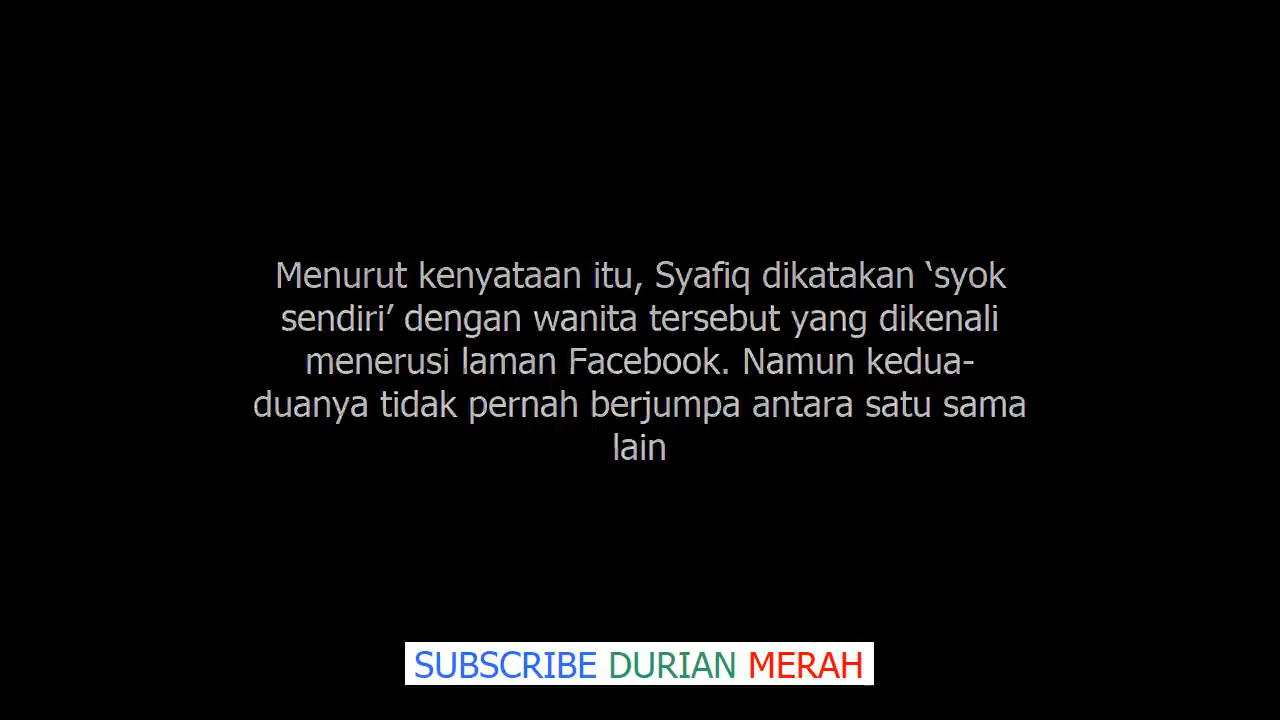 Menurut kenyataan itu, Syafiq dikatakan ‘syok
sendiri’ dengan wanita tersebut yang dikenali
menerusi laman Facebook. Namun kedua-
duanya tidak pernah berjumpa antara satu sama
lain
SUBSCRIBE DURIAN MERAH